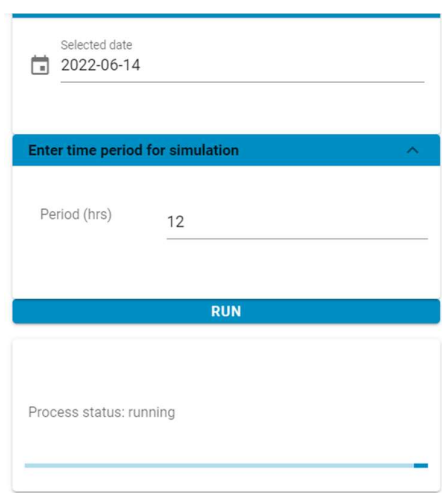 Selected date
2022-06-14
Enter time period for simulation
Period (hrs)
12
RUN
Process status: running